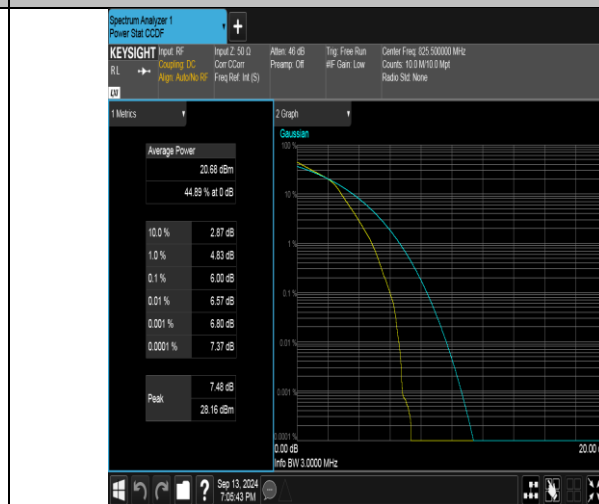 Spectrum Analyzer 1
Power Stat CCDF
+
KEYSIGHT Input: RF Input Z: 50 Ω Atten: 46 dB Trig: Free Run Center Freq: 825.500000 MHz
RL Coupling: DC Corr CCorr Preamp: Off #IF Gain: Low Counts: 10.0 M/10.0 Mpt
Align: Auto/No RF Freq Ref: Int (S) Radio Std: None
1 Metrics
Average Power
20.68 dBm
44.89 % at 0 dB
10.0 % 2.87 dB
1.0 % 4.83 dB
0.1 % 6.00 dB
0.01 % 6.57 dB
0.001 % 6.80 dB
0.0001 % 7.37 dB
Peak 7.48 dB
28.16 dBm
2 Graph
Gaussian
100 %
10 %
1 %
0.1 %
0.01 %
0.001 %
0.0001 %
0.00 dB 20.00
Info BW 3.0000 MHz
?
Sep 13, 2024
7:05:43 PM